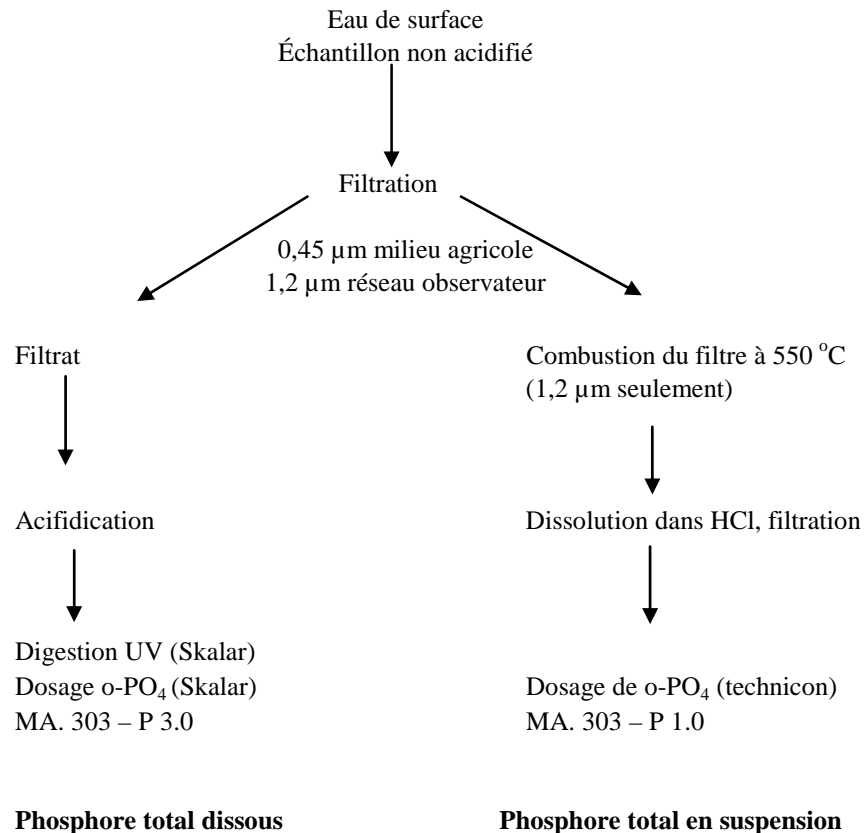 Eau de surface
Échantillon non acidifié
Filtration
0,45 µm milieu agricole
1,2 µm réseau observateur
Filtrat
Acifidication
Digestion UV (Skalar)
Dosage o-PO₄ (Skalar)
MA. 303 – P 3.0
Phosphore total dissous
Combustion du filtre à 550 °C
(1,2 µm seulement)
Dissolution dans HCl, filtration
Dosage de o-PO₄ (technicon)
MA. 303 – P 1.0
Phosphore total en suspension